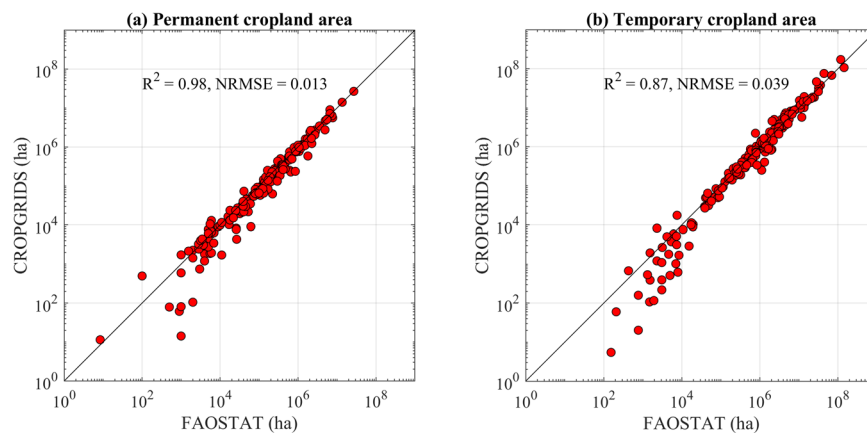 (a) Permanent cropland area
R² = 0.98, NRMSE = 0.013
CROPGRIDS (ha)
10⁸
10⁶
10⁴
10²
10⁰
10⁰ 10² 10⁴ 10⁶ 10⁸
FAOSTAT (ha)
(b) Temporary cropland area
R² = 0.87, NRMSE = 0.039
CROPGRIDS (ha)
10⁸
10⁶
10⁴
10²
10⁰
10⁰ 10² 10⁴ 10⁶ 10⁸
FAOSTAT (ha)